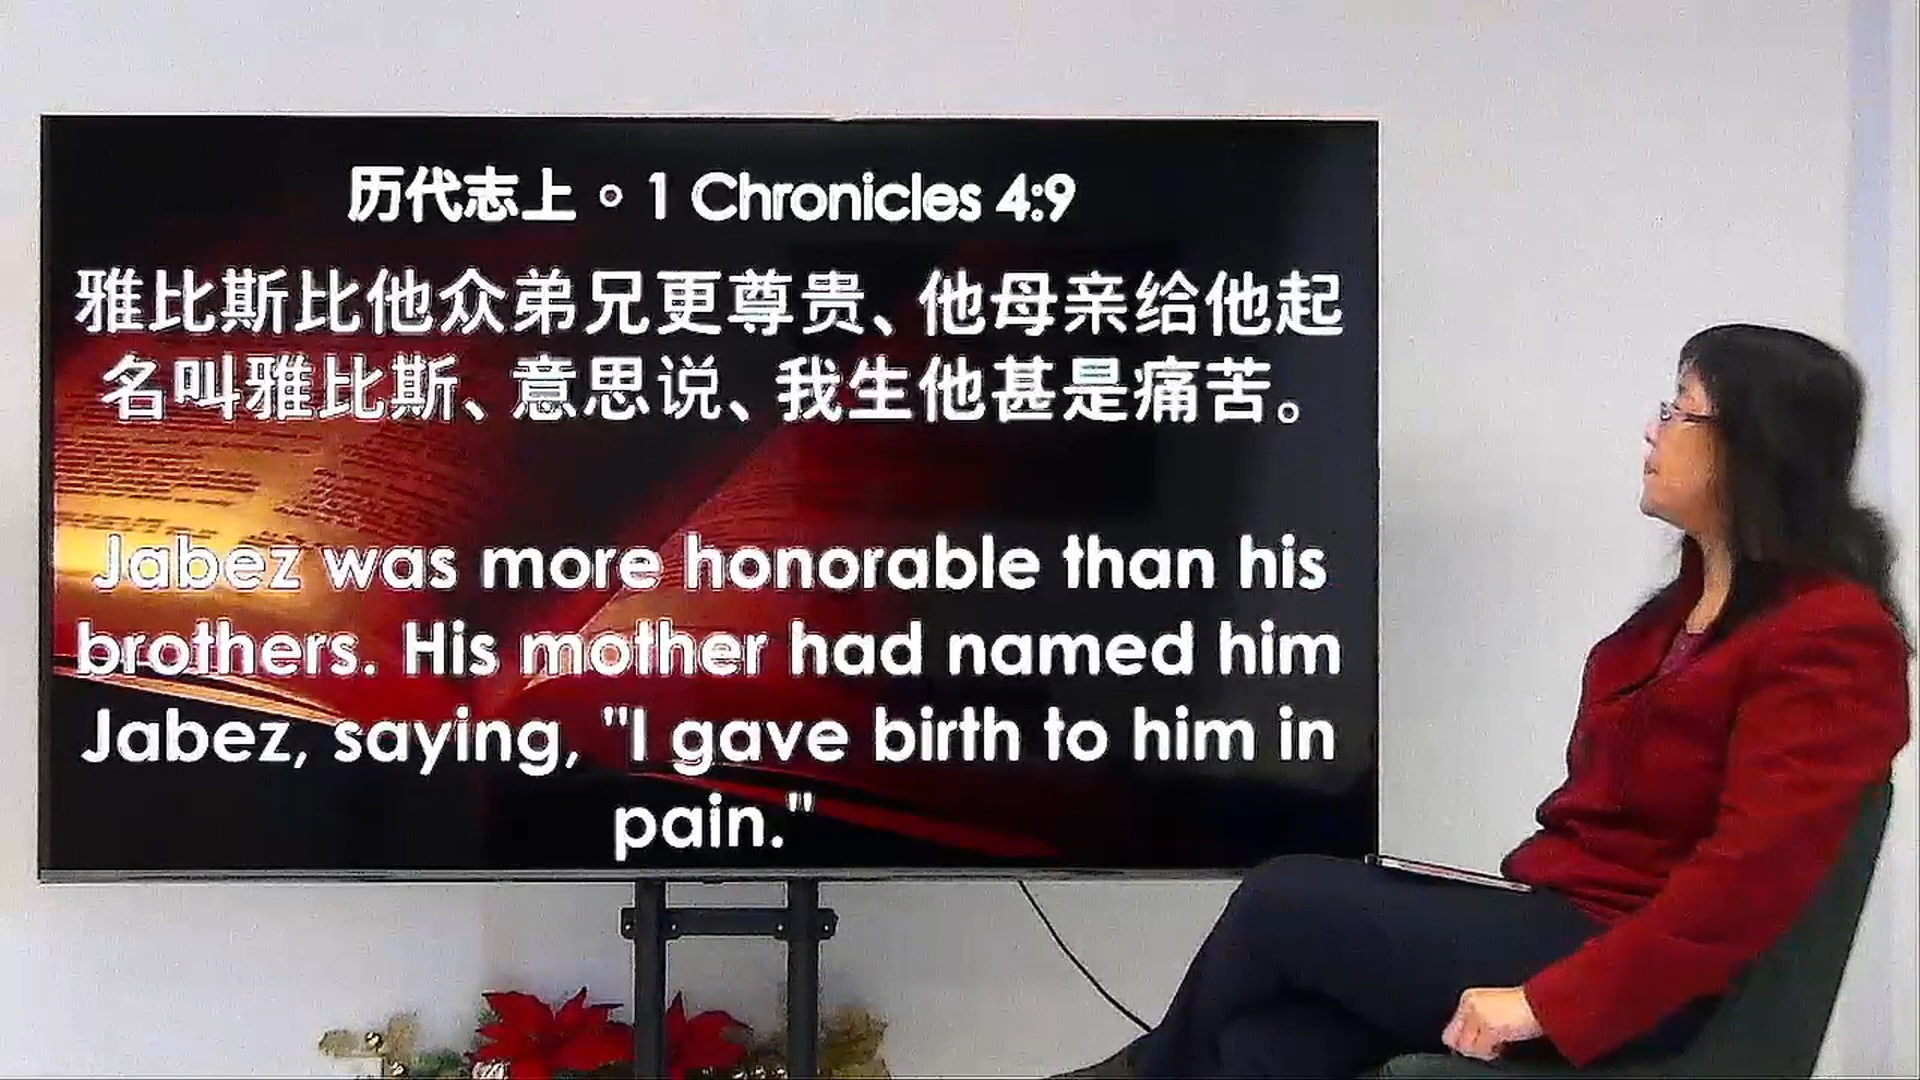 历代志上。1 Chronicles 4:9
雅比斯比他众弟兄更尊贵、他母亲给他起
名叫雅比斯、意思说、我生他甚是痛苦。
Jabez was more honorable than his
brothers. His mother had named him
Jabez, saying, "I gave birth to him in
pain."